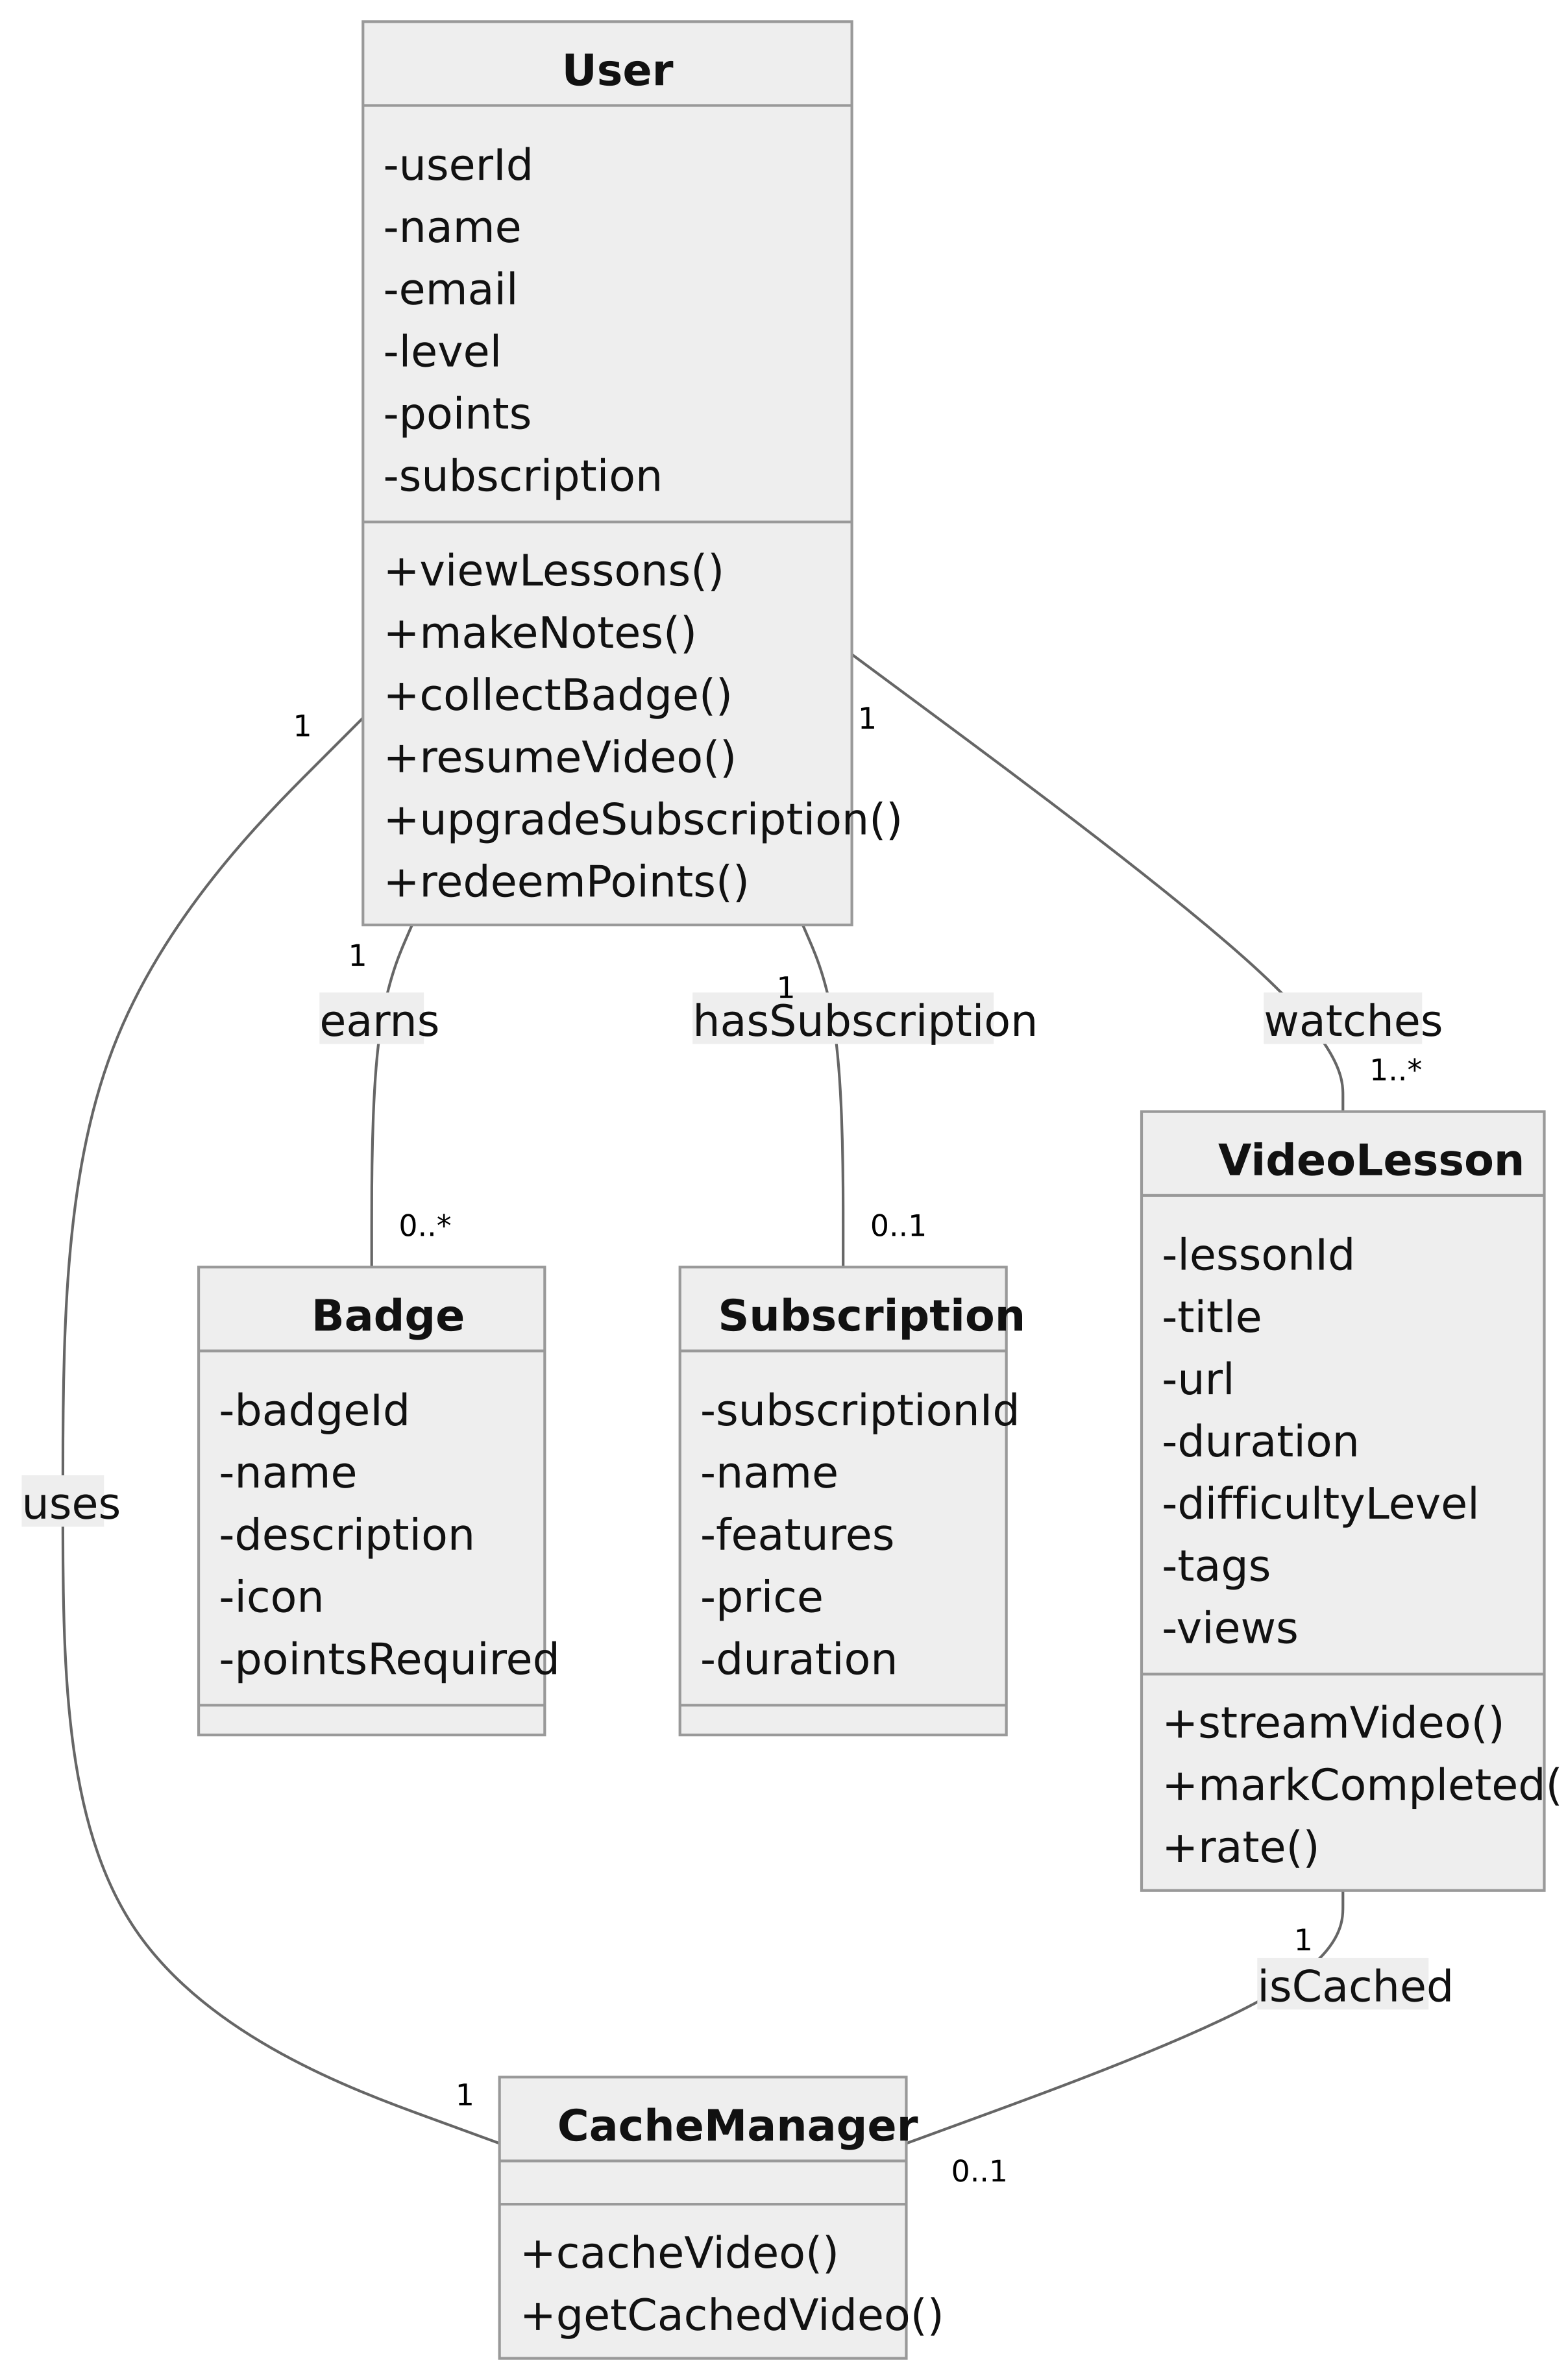 User
-userId
-name
-email
-level
-points
-subscription
+viewLessons()
+makeNotes()
+collectBadge()
+resumeVideo()
+upgradeSubscription()
+redeemPoints()
1
1
1
1
earns
hasSubscription
watches
1..*
0..*
0..1
VideoLesson
-lessonId
-title
-url
-duration
-difficultyLevel
-tags
-views
+streamVideo()
+markCompleted(
+rate()
Badge
-badgeId
-name
-description
-icon
-pointsRequired
Subscription
-subscriptionId
-name
-features
-price
-duration
uses
1
isCached
1
0..1
CacheManager
+cacheVideo()
+getCachedVideo()